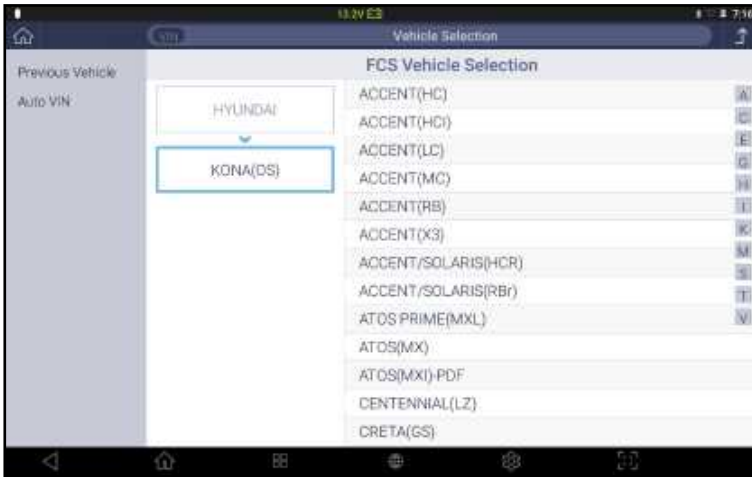 13.2V
7:16
VIN
Vehicle Selection
Previous Vehicle
Auto VIN
FCS Vehicle Selection
HYUNDAI
KONA(OS)
ACCENT(HC)
ACCENT(HCI)
ACCENT(LC)
ACCENT(MC)
ACCENT(RB)
ACCENT(X3)
ACCENT/SOLARIS(HCR)
ACCENT/SOLARIS(RBr)
ATOS PRIME(MXL)
ATOS(MX)
ATOS(MXI)-PDF
CENTENNIAL(LZ)
CRETA(GS)
A
C
E
G
H
I
K
M
S
T
V